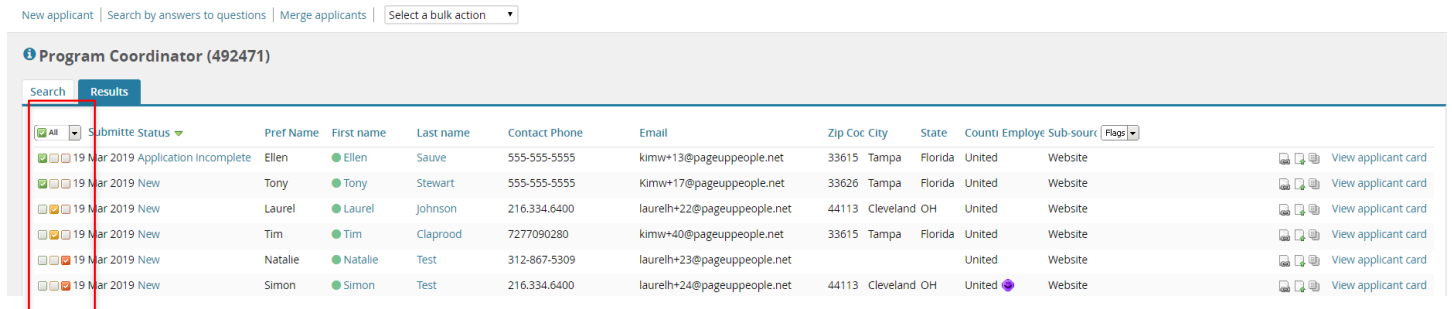 New applicant | Search by answers to questions | Merge applicants | Select a bulk action
Program Coordinator (492471)
Search Results
All Submitte Status Pref Name First name Last name Contact Phone Email Zip Coc City State Counti Employe Sub-sourc Flags
19 Mar 2019 Application Incomplete Ellen Ellen Sauve 555-555-5555 kimw+13@pageuppeople.net 33615 Tampa Florida United Website View applicant card
19 Mar 2019 New Tony Tony Stewart 555-555-5555 Kimw+17@pageuppeople.net 33626 Tampa Florida United Website View applicant card
19 Mar 2019 New Laurel Laurel Johnson 216.334.6400 laurelh+22@pageuppeople.net 44113 Cleveland OH United Website View applicant card
19 Mar 2019 New Tim Tim Claprood 7277090280 kimw+40@pageuppeople.net 33615 Tampa Florida United Website View applicant card
19 Mar 2019 New Natalie Natalie Test 312-867-5309 laurelh+23@pageuppeople.net United Website View applicant card
19 Mar 2019 New Simon Simon Test 216.334.6400 laurelh+24@pageuppeople.net 44113 Cleveland OH United Website View applicant card